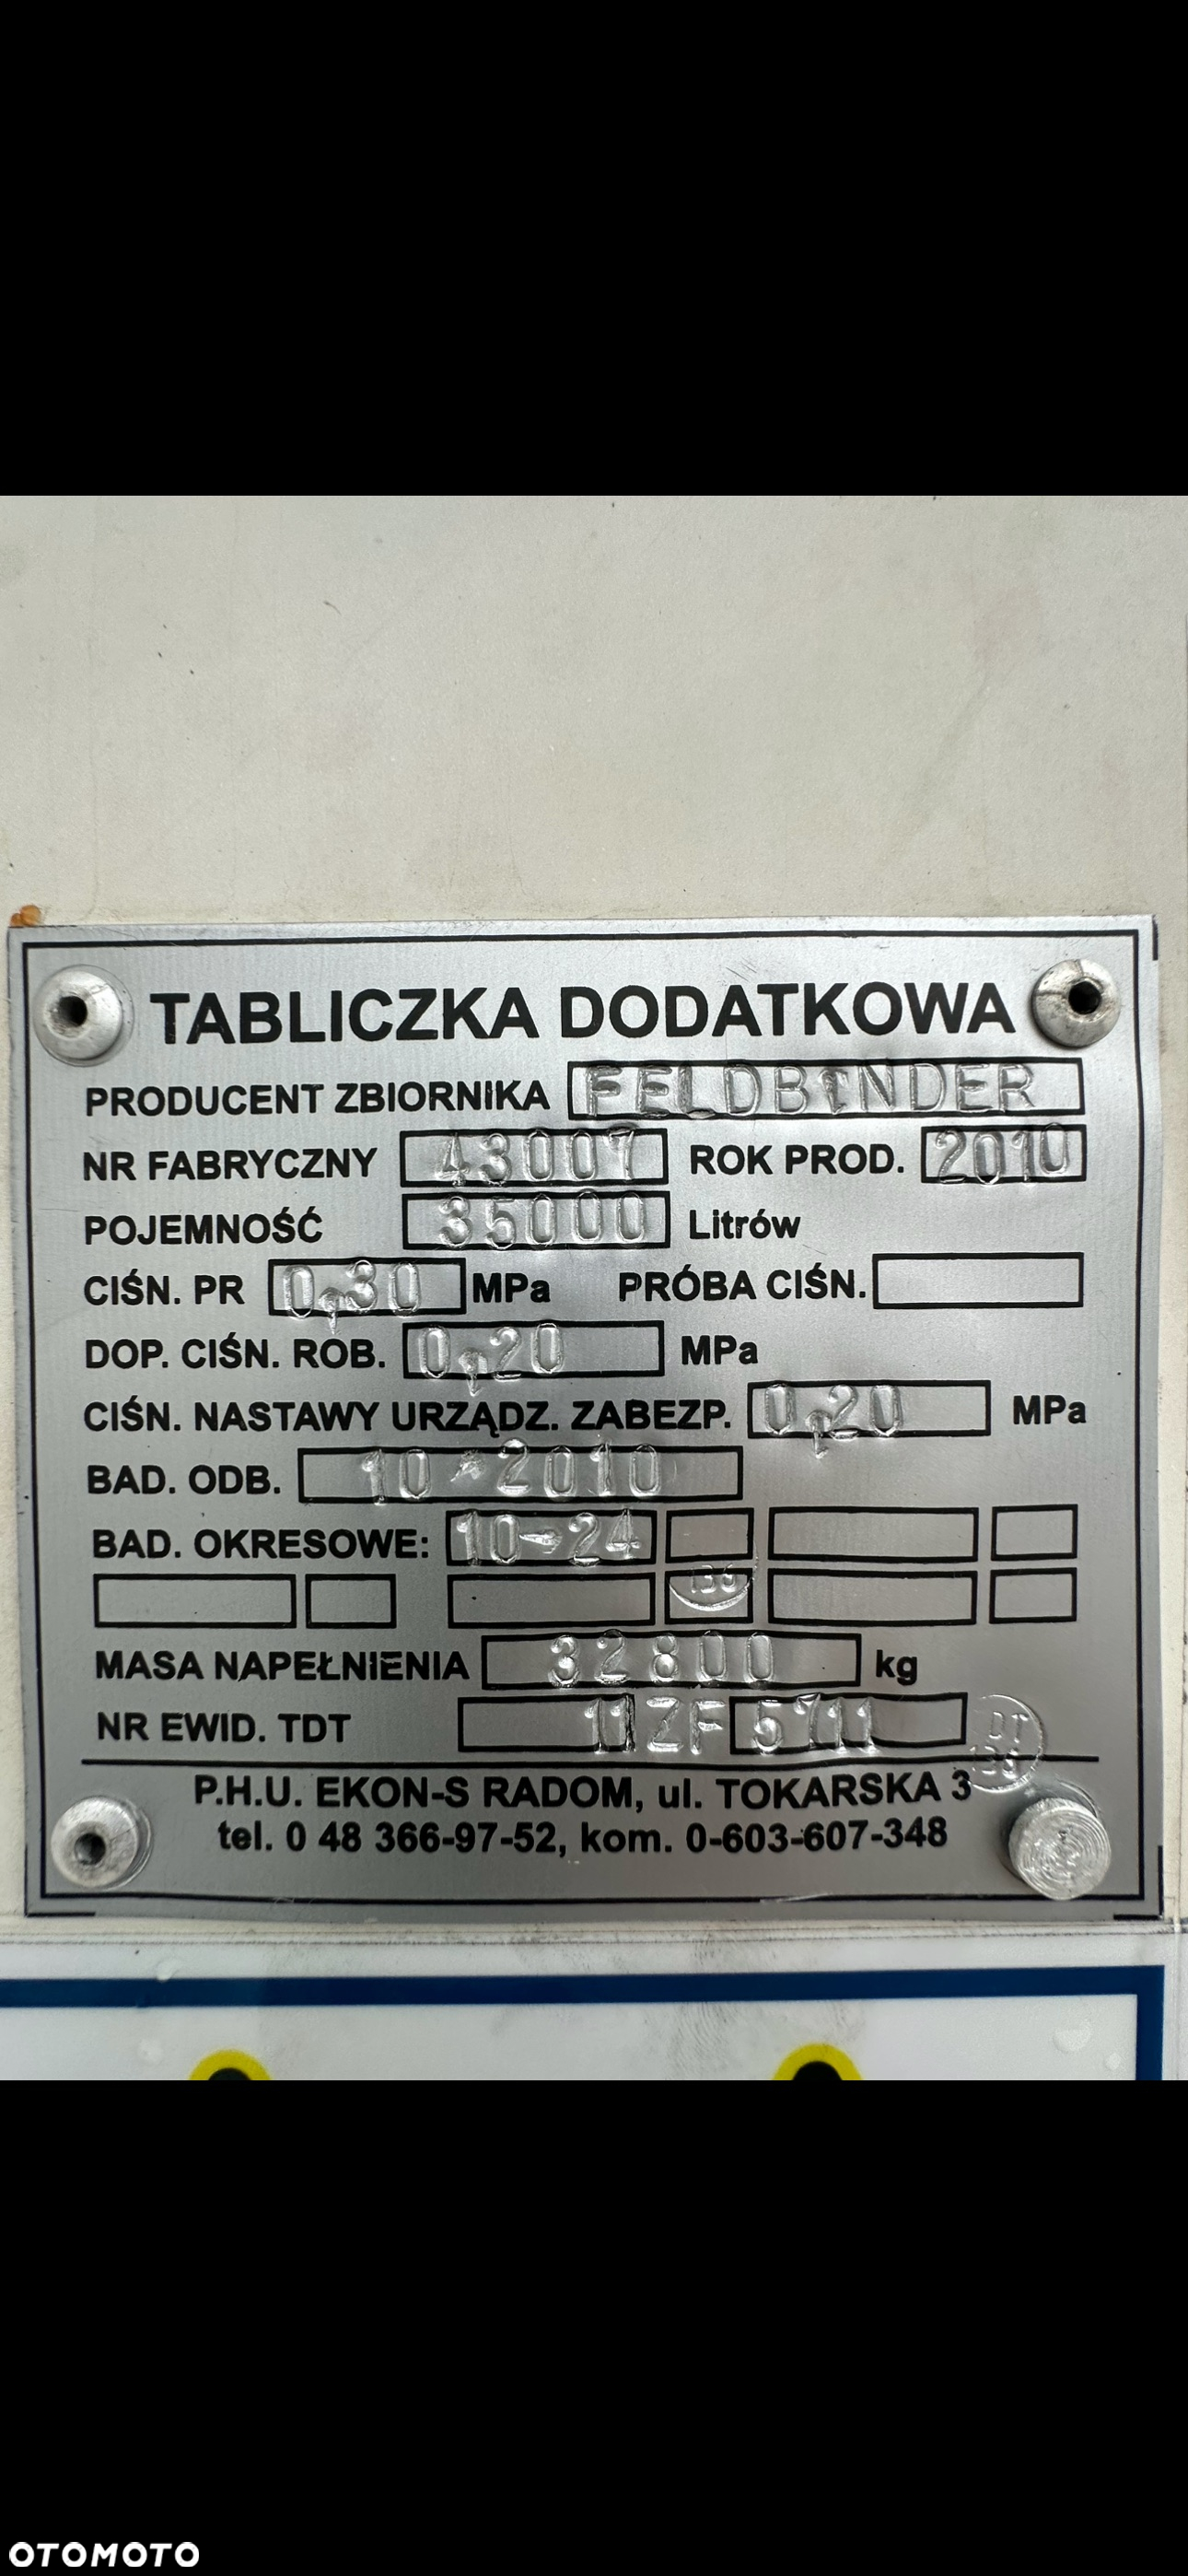 TABLICZKA DODATKOWA
PRODUCENT ZBIORNIKA FELDBINDER
NR FABRYCZNY 43007 ROK PROD. 2010
POJEMNOŚĆ 35000 Litrów
CIŚN. PR 0,30 MPa PRÓBA CIŚN.
DOP. CIŚN. ROB. 0,20 MPa
CIŚN. NASTAWY URZĄDZ. ZABEZP. 0,20 MPa
BAD. ODB. 10-2010
BAD. OKRESOWE: 10-24
MASA NAPEŁNIENIA 32800 kg
NR EWID. TDT 11ZF5711
P.H.U. EKON-S RADOM, ul. TOKARSKA 3
tel. 0 48 366-97-52, kom. 0-603-607-348
OTOMOTO